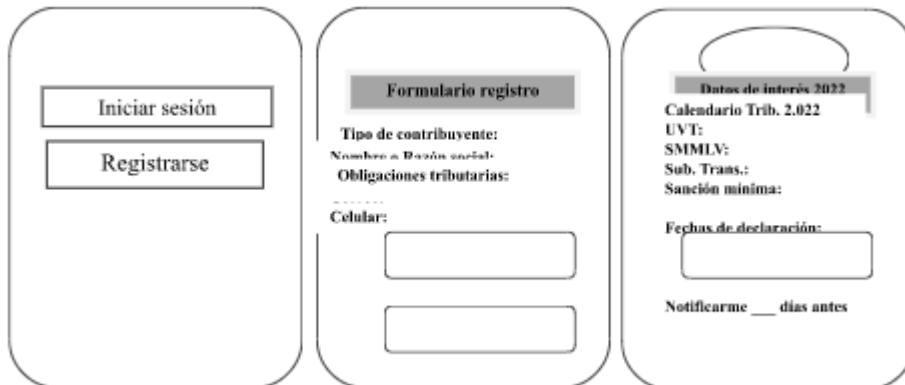 Iniciar sesión
Registrarse
Formulario registro
Tipo de contribuyente:
Nombre o Razón social:
Obligaciones tributarias:
Celular:
Datos de interés 2022
Calendario Trib. 2.022
UVT:
SMMLV:
Sub. Trans.:
Sanción mínima:
Fechas de declaración:
Notificarme ___ días antes